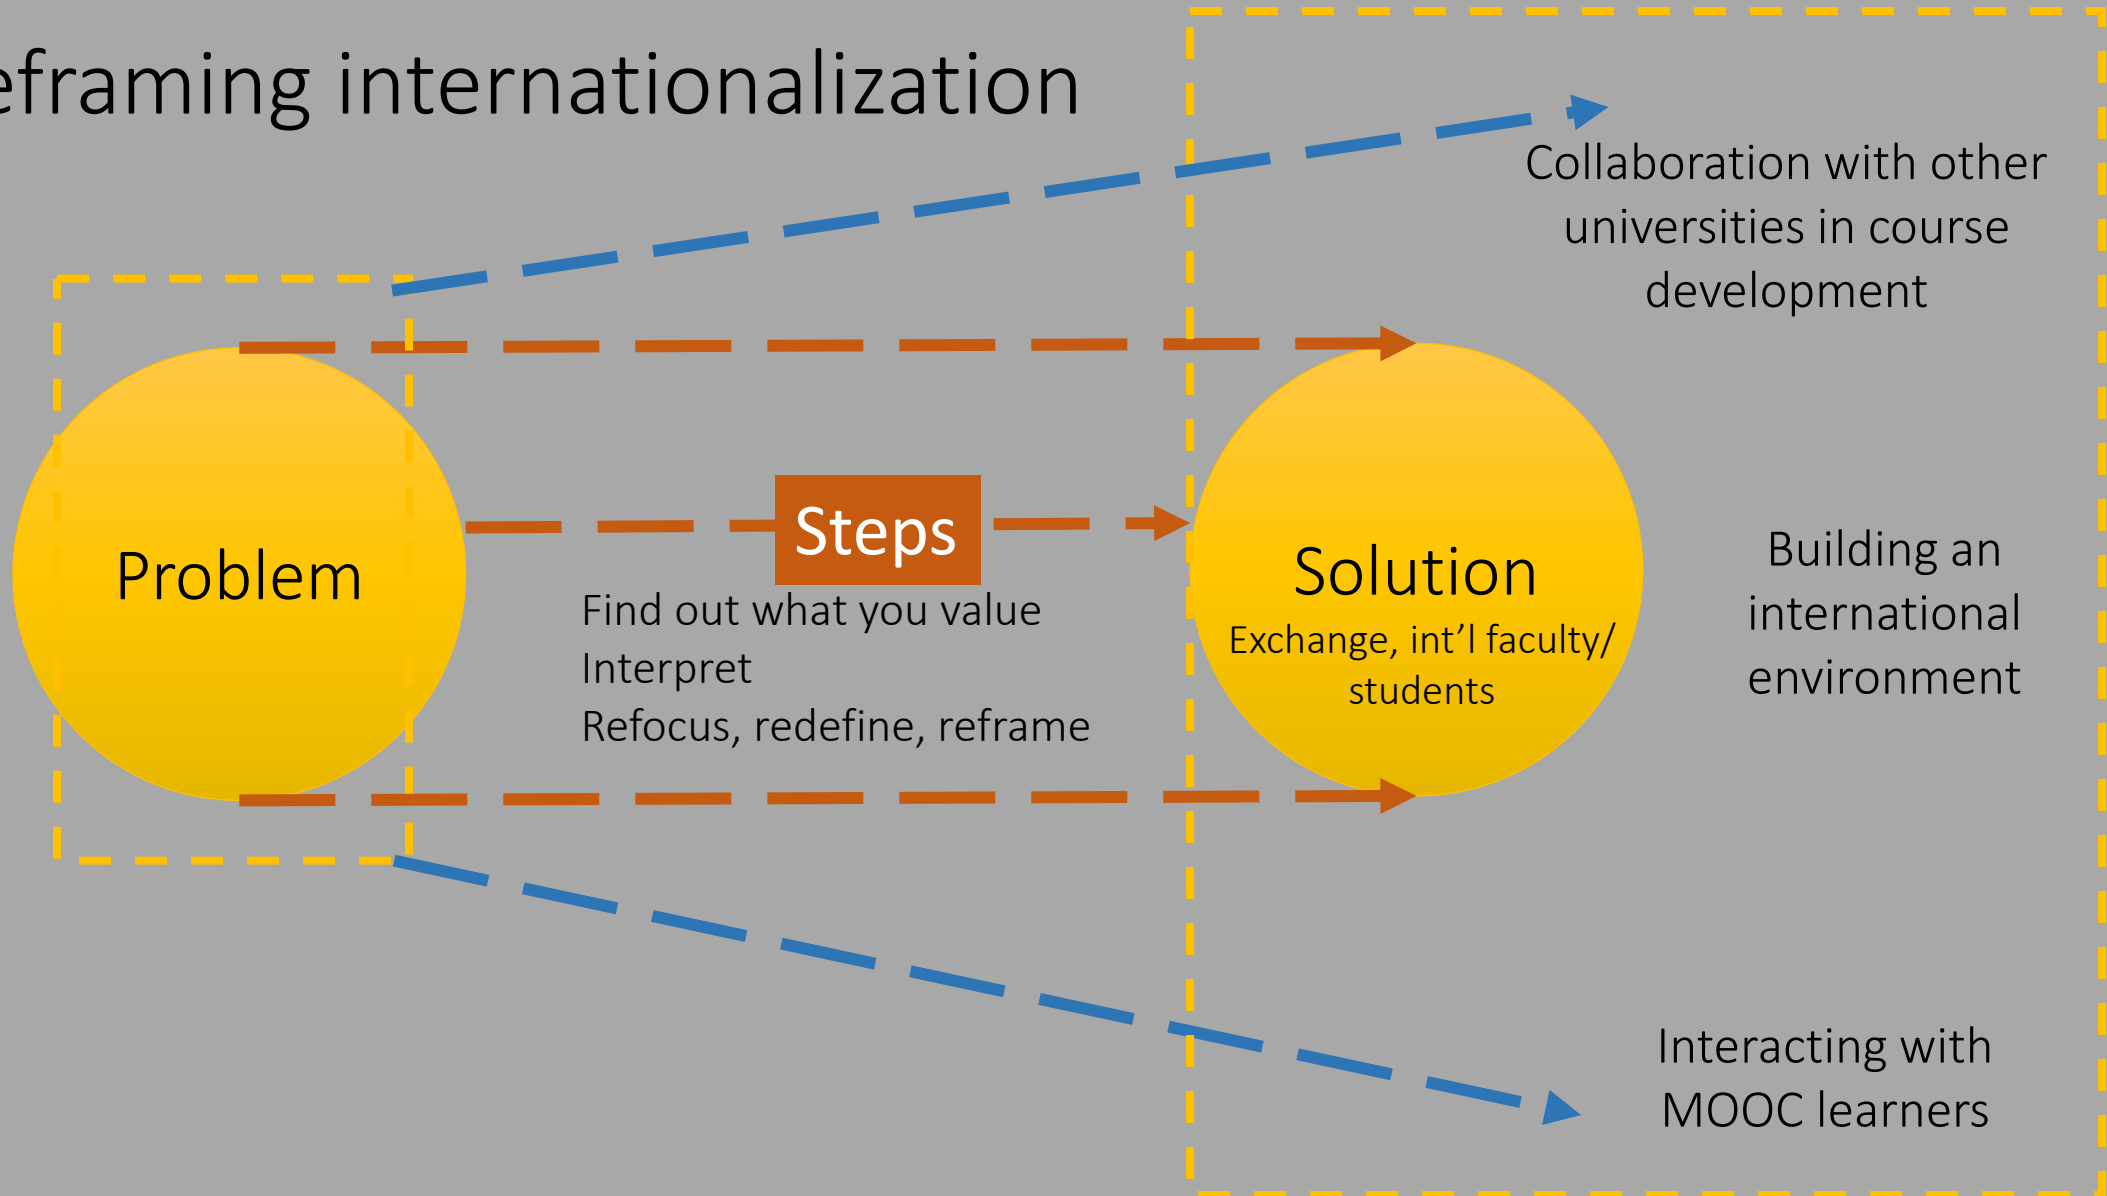 eframing internationalization
Collaboration with other
universities in course
development
Problem
Steps
Find out what you value
Interpret
Refocus, redefine, reframe
Solution
Exchange, int'l faculty/
students
Building an
international
environment
Interacting with
MOOC learners